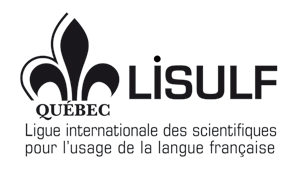 LiSULF
QUÉBEC
Ligue internationale des scientifiques
pour l'usage de la langue française